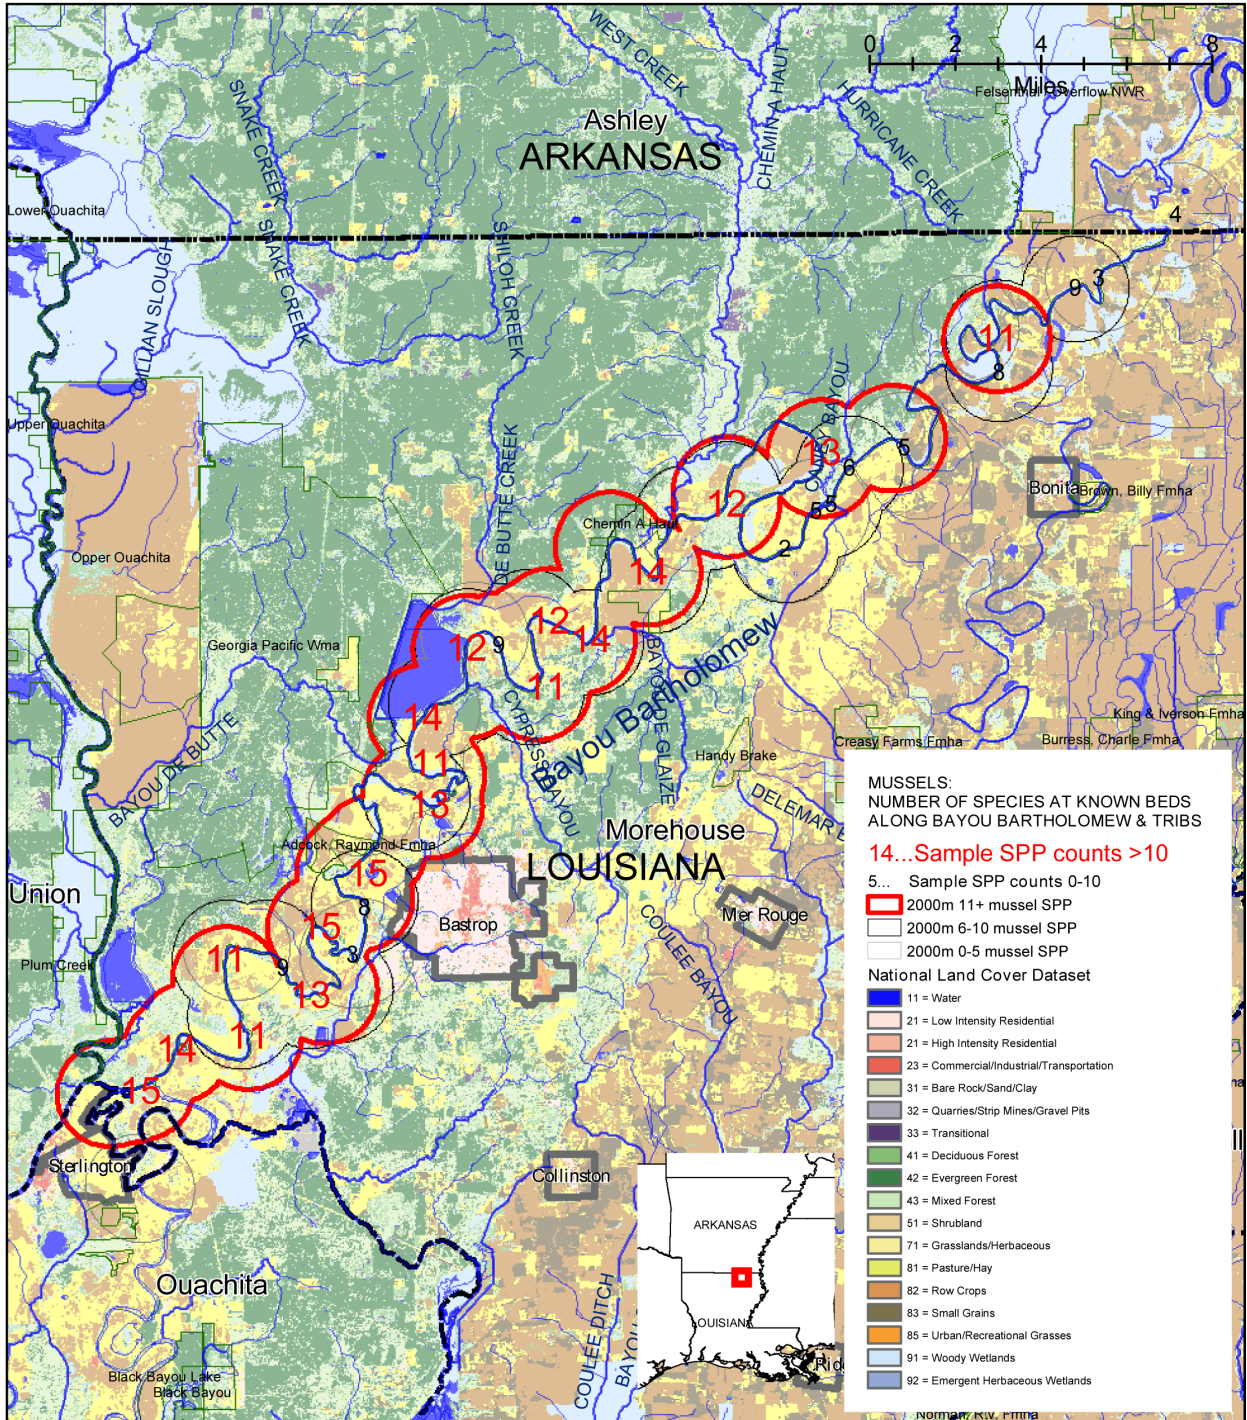 WEST CREEK
CHEMIN A HAUT
HURRICANE CREEK
SNAKE CREEK
0 2 4 8
Miles
Felsenthal / Overflow NWR
Ashley
ARKANSAS
Lower Ouachita
4
SNAKE CREEK
GILLIAN SLOUGH
SHILOH CREEK
9 3
11
8
Upper Ouachita
DE BUTTE CREEK
CANEY BAYOU
13
6
5
Bonita
Brown, Billy Fmha
12
5 5
Chemin A Haut
2
14
Opper Ouachita
Georgia Pacific Wma
12
14
12
9
11
BAYOU DE GLAIZE
Bayou Bartholomew
CYPRESS BAYOU
14
11
13
BAYOU DE BUTTE
Handy Brake
Creasy Farms Fmha
King & Iverson Fmha
Burress, Charle Fmha
DELEMAR B
Adcock, Raymond Fmha
Morehouse
LOUISIANA
15
8
15
3
Union
Bastrop
Mer Rouge
COULEE BAYOU
Plum Creek
11
9
13
11
14
15
Sterlington
Collinston
Ouachita
COULEE DITCH
BAYOU
Black Bayou Lake
Black Bayou
ARKANSAS
LOUISIANA
Rid
MUSSELS:
NUMBER OF SPECIES AT KNOWN BEDS
ALONG BAYOU BARTHOLOMEW & TRIBS
14...Sample SPP counts >10
5... Sample SPP counts 0-10
2000m 11+ mussel SPP
2000m 6-10 mussel SPP
2000m 0-5 mussel SPP
National Land Cover Dataset
11 = Water
21 = Low Intensity Residential
21 = High Intensity Residential
23 = Commercial/Industrial/Transportation
31 = Bare Rock/Sand/Clay
32 = Quarries/Strip Mines/Gravel Pits
33 = Transitional
41 = Deciduous Forest
42 = Evergreen Forest
43 = Mixed Forest
51 = Shrubland
71 = Grasslands/Herbaceous
81 = Pasture/Hay
82 = Row Crops
83 = Small Grains
85 = Urban/Recreational Grasses
91 = Woody Wetlands
92 = Emergent Herbaceous Wetlands
Norman, R.V. Fmha